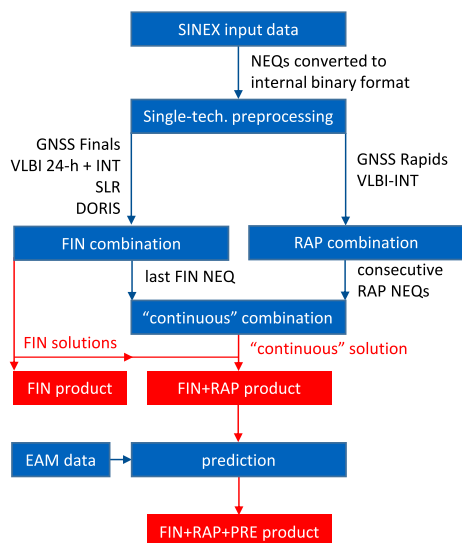 SINEX input data
NEQs converted to
internal binary format
Single-tech. preprocessing
GNSS Finals
VLBI 24-h + INT
SLR
DORIS
GNSS Rapids
VLBI-INT
FIN combination
RAP combination
last FIN NEQ
consecutive
RAP NEQs
“continuous” combination
FIN solutions
“continuous” solution
FIN product
FIN+RAP product
EAM data
prediction
FIN+RAP+PRE product